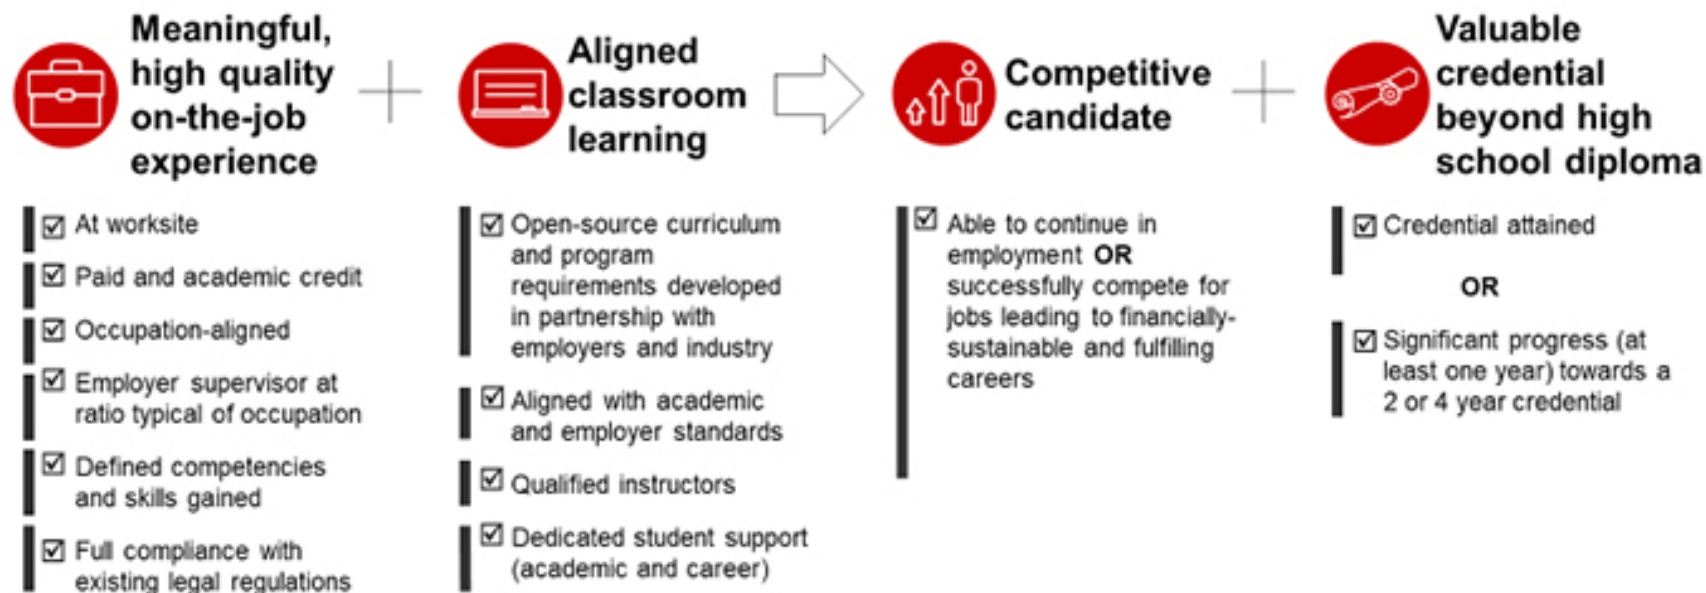 Meaningful,
high quality
on-the-job
experience
At worksite
Paid and academic credit
Occupation-aligned
Employer supervisor at
ratio typical of occupation
Defined competencies
and skills gained
Full compliance with
existing legal regulations
Aligned
classroom
learning
Open-source curriculum
and program
requirements developed
in partnership with
employers and industry
Aligned with academic
and employer standards
Qualified instructors
Dedicated student support
(academic and career)
Competitive
candidate
Able to continue in
employment OR
successfully compete for
jobs leading to financially-
sustainable and fulfilling
careers
Valuable
credential
beyond high
school diploma
Credential attained
OR
Significant progress (at
least one year) towards a
2 or 4 year credential